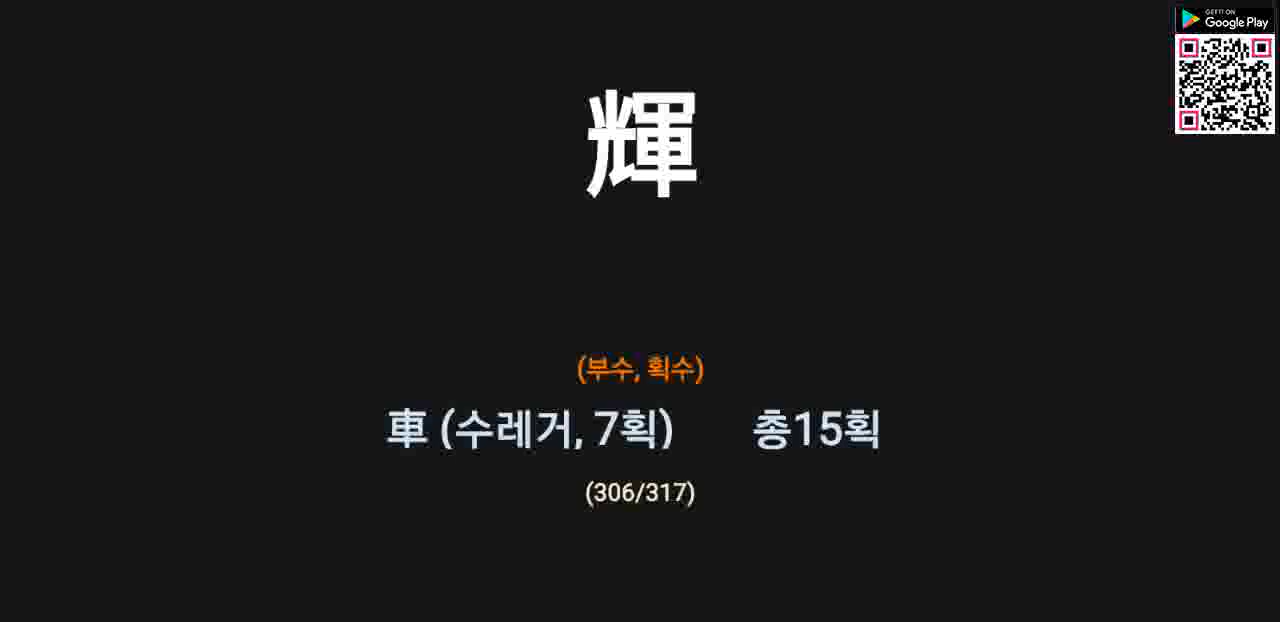 GET IT ON
Google Play
輝
(부수, 획수)
車 (수레거, 7획) 총15획
(306/317)